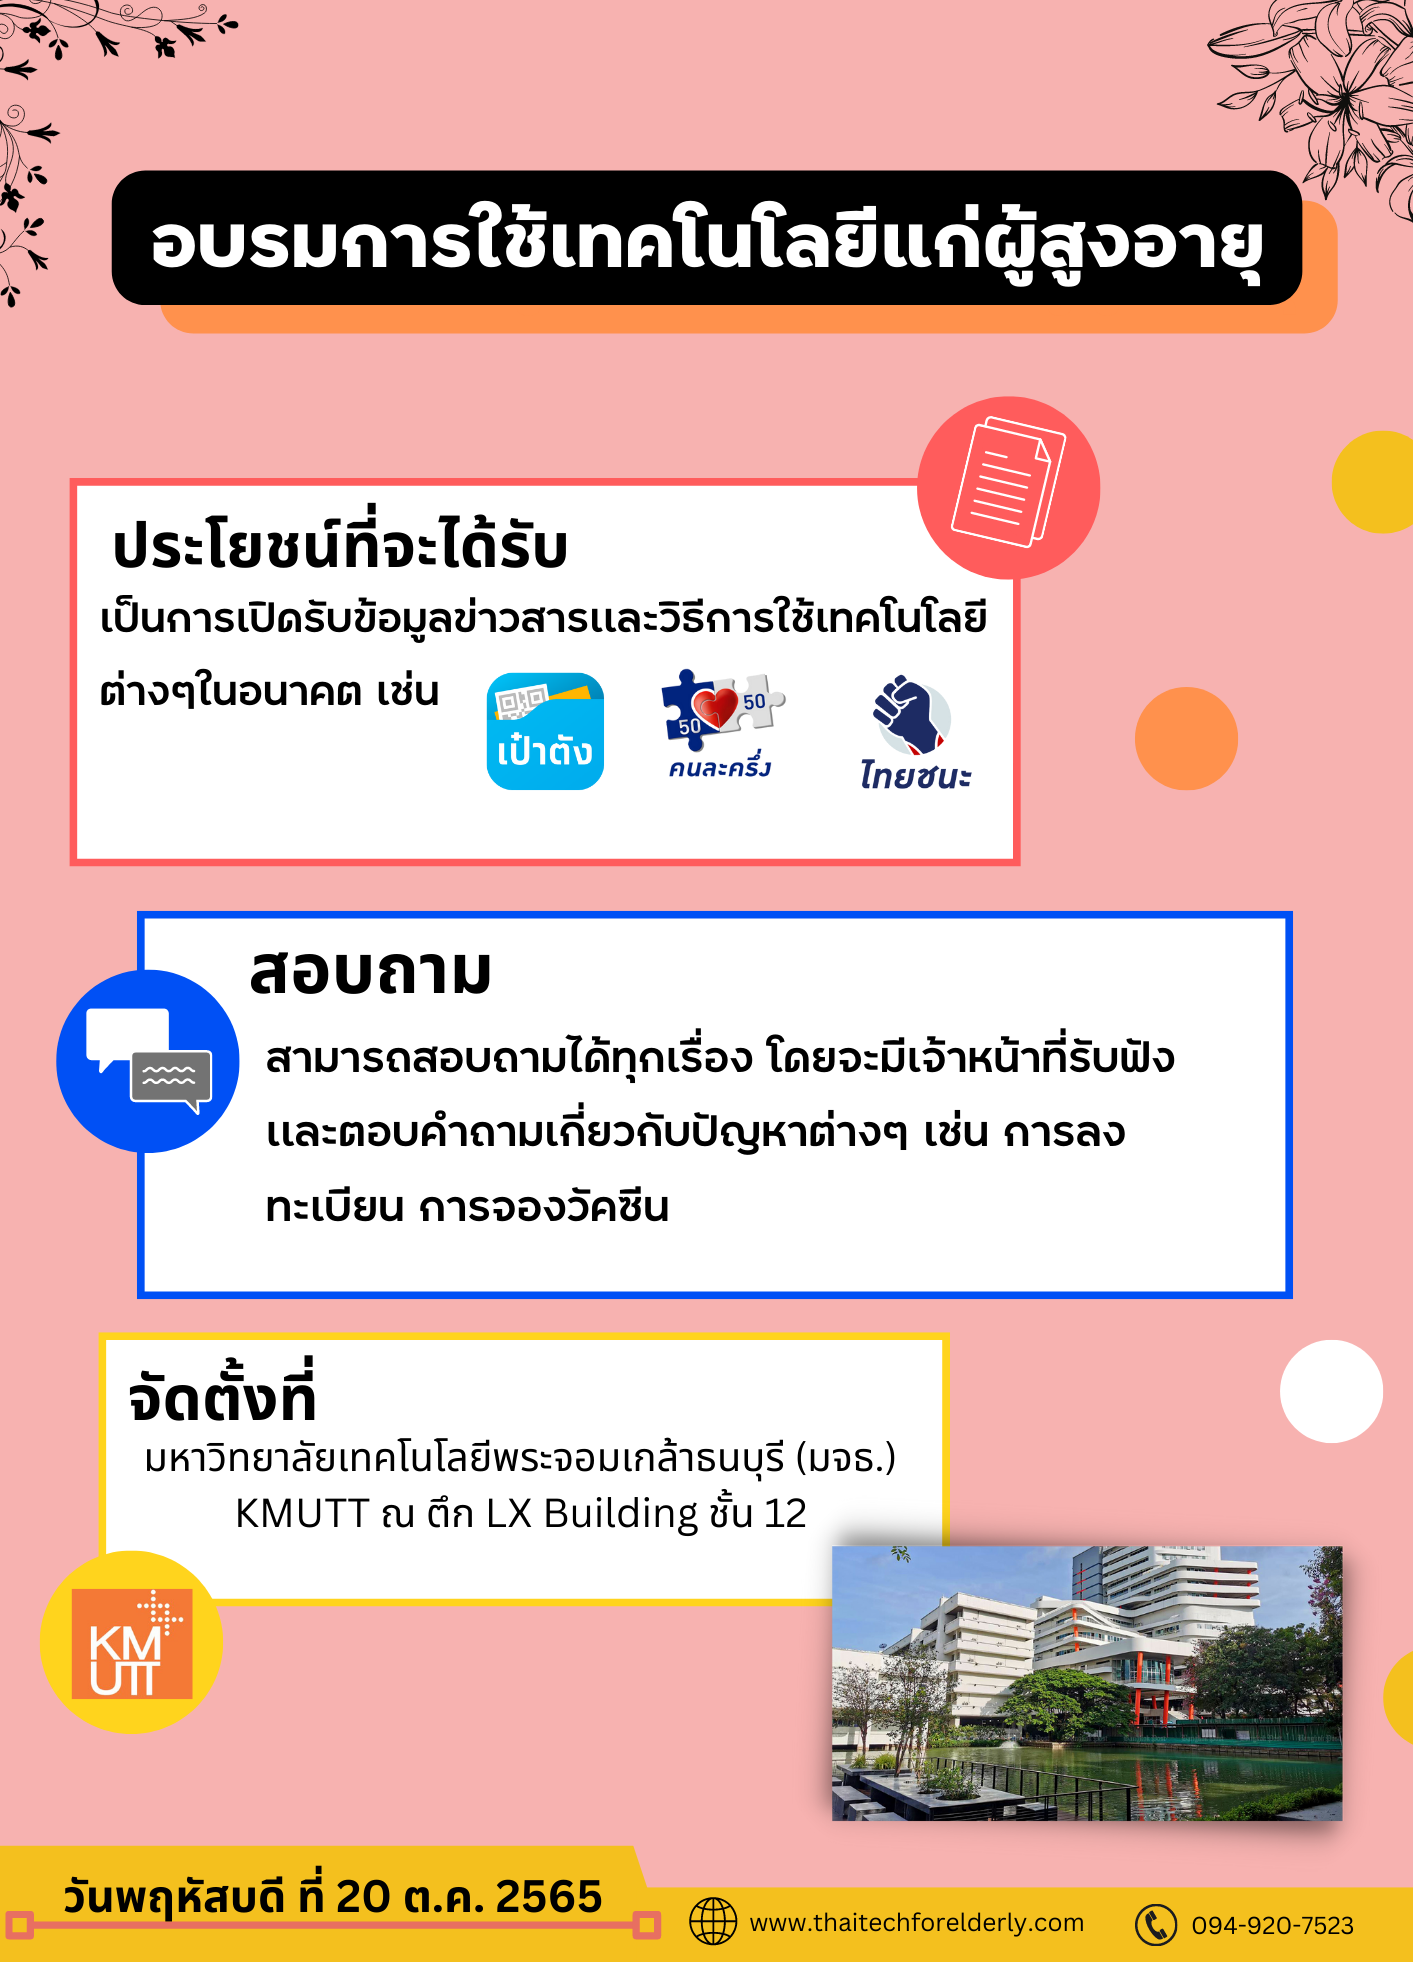 อบรมการใช้เทคโนโลยีแก่ผู้สูงอายุ
ประโยชน์ที่จะได้รับ
เป็นการเปิดรับข้อมูลข่าวสารและวิธีการใช้เทคโนโลยี
ต่างๆในอนาคต เช่น
เป๋าตัง
50 50
คนละครึ่ง
ไทยชนะ
สอบถาม
สามารถสอบถามได้ทุกเรื่อง โดยจะมีเจ้าหน้าที่รับฟัง
และตอบคำถามเกี่ยวกับปัญหาต่างๆ เช่น การลง
ทะเบียน การจองวัคซีน
จัดตั้งที่
มหาวิทยาลัยเทคโนโลยีพระจอมเกล้าธนบุรี (มจธ.)
KMUTT ณ ตึก LX Building ชั้น 12
KM
UTT
วันพฤหัสบดี ที่ 20 ต.ค. 2565
www.thaitechforelderly.com
094-920-7523